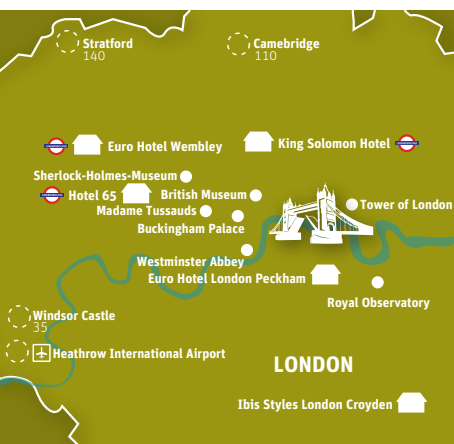 Stratford
140
Camebridge
110
Euro Hotel Wembley
King Solomon Hotel
Sherlock-Holmes-Museum
Hotel 65
British Museum
Madame Tussauds
Tower of London
Buckingham Palace
Westminster Abbey
Euro Hotel London Peckham
Royal Observatory
Windsor Castle
35
Heathrow International Airport
LONDON
Ibis Styles London Croyden